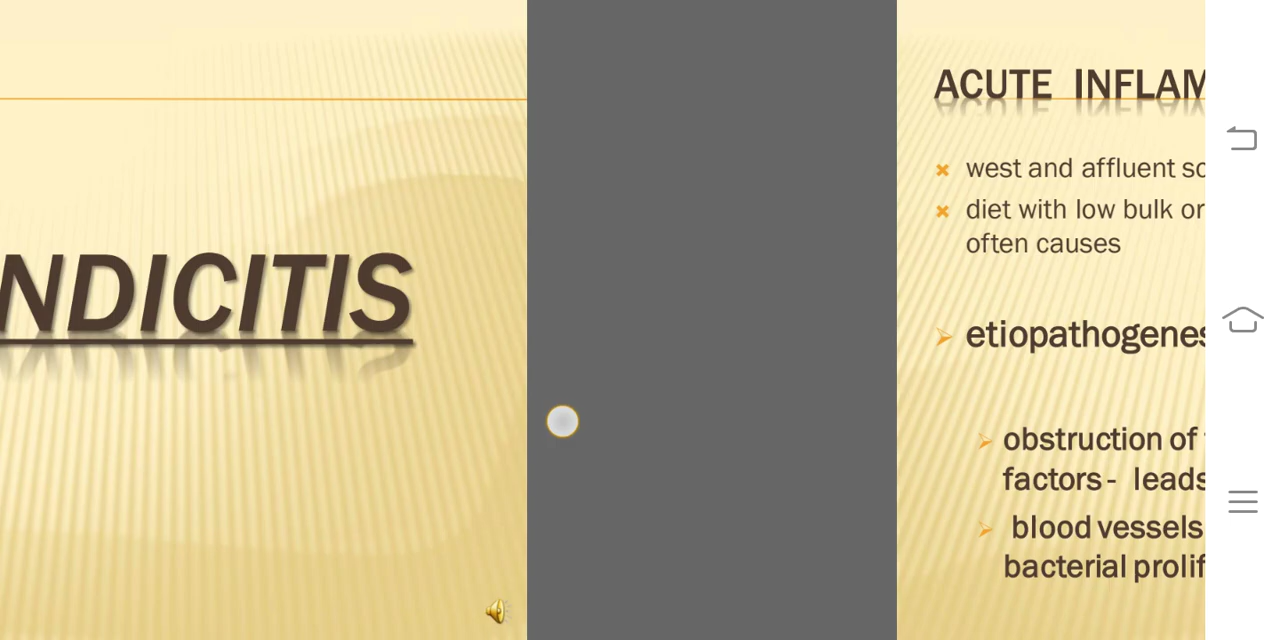 NDICITIS
ACUTE INFLAM
west and affluent so
diet with low bulk or
often causes
etiopathogenes
obstruction of
factors - leads
blood vessels
bacterial prolif